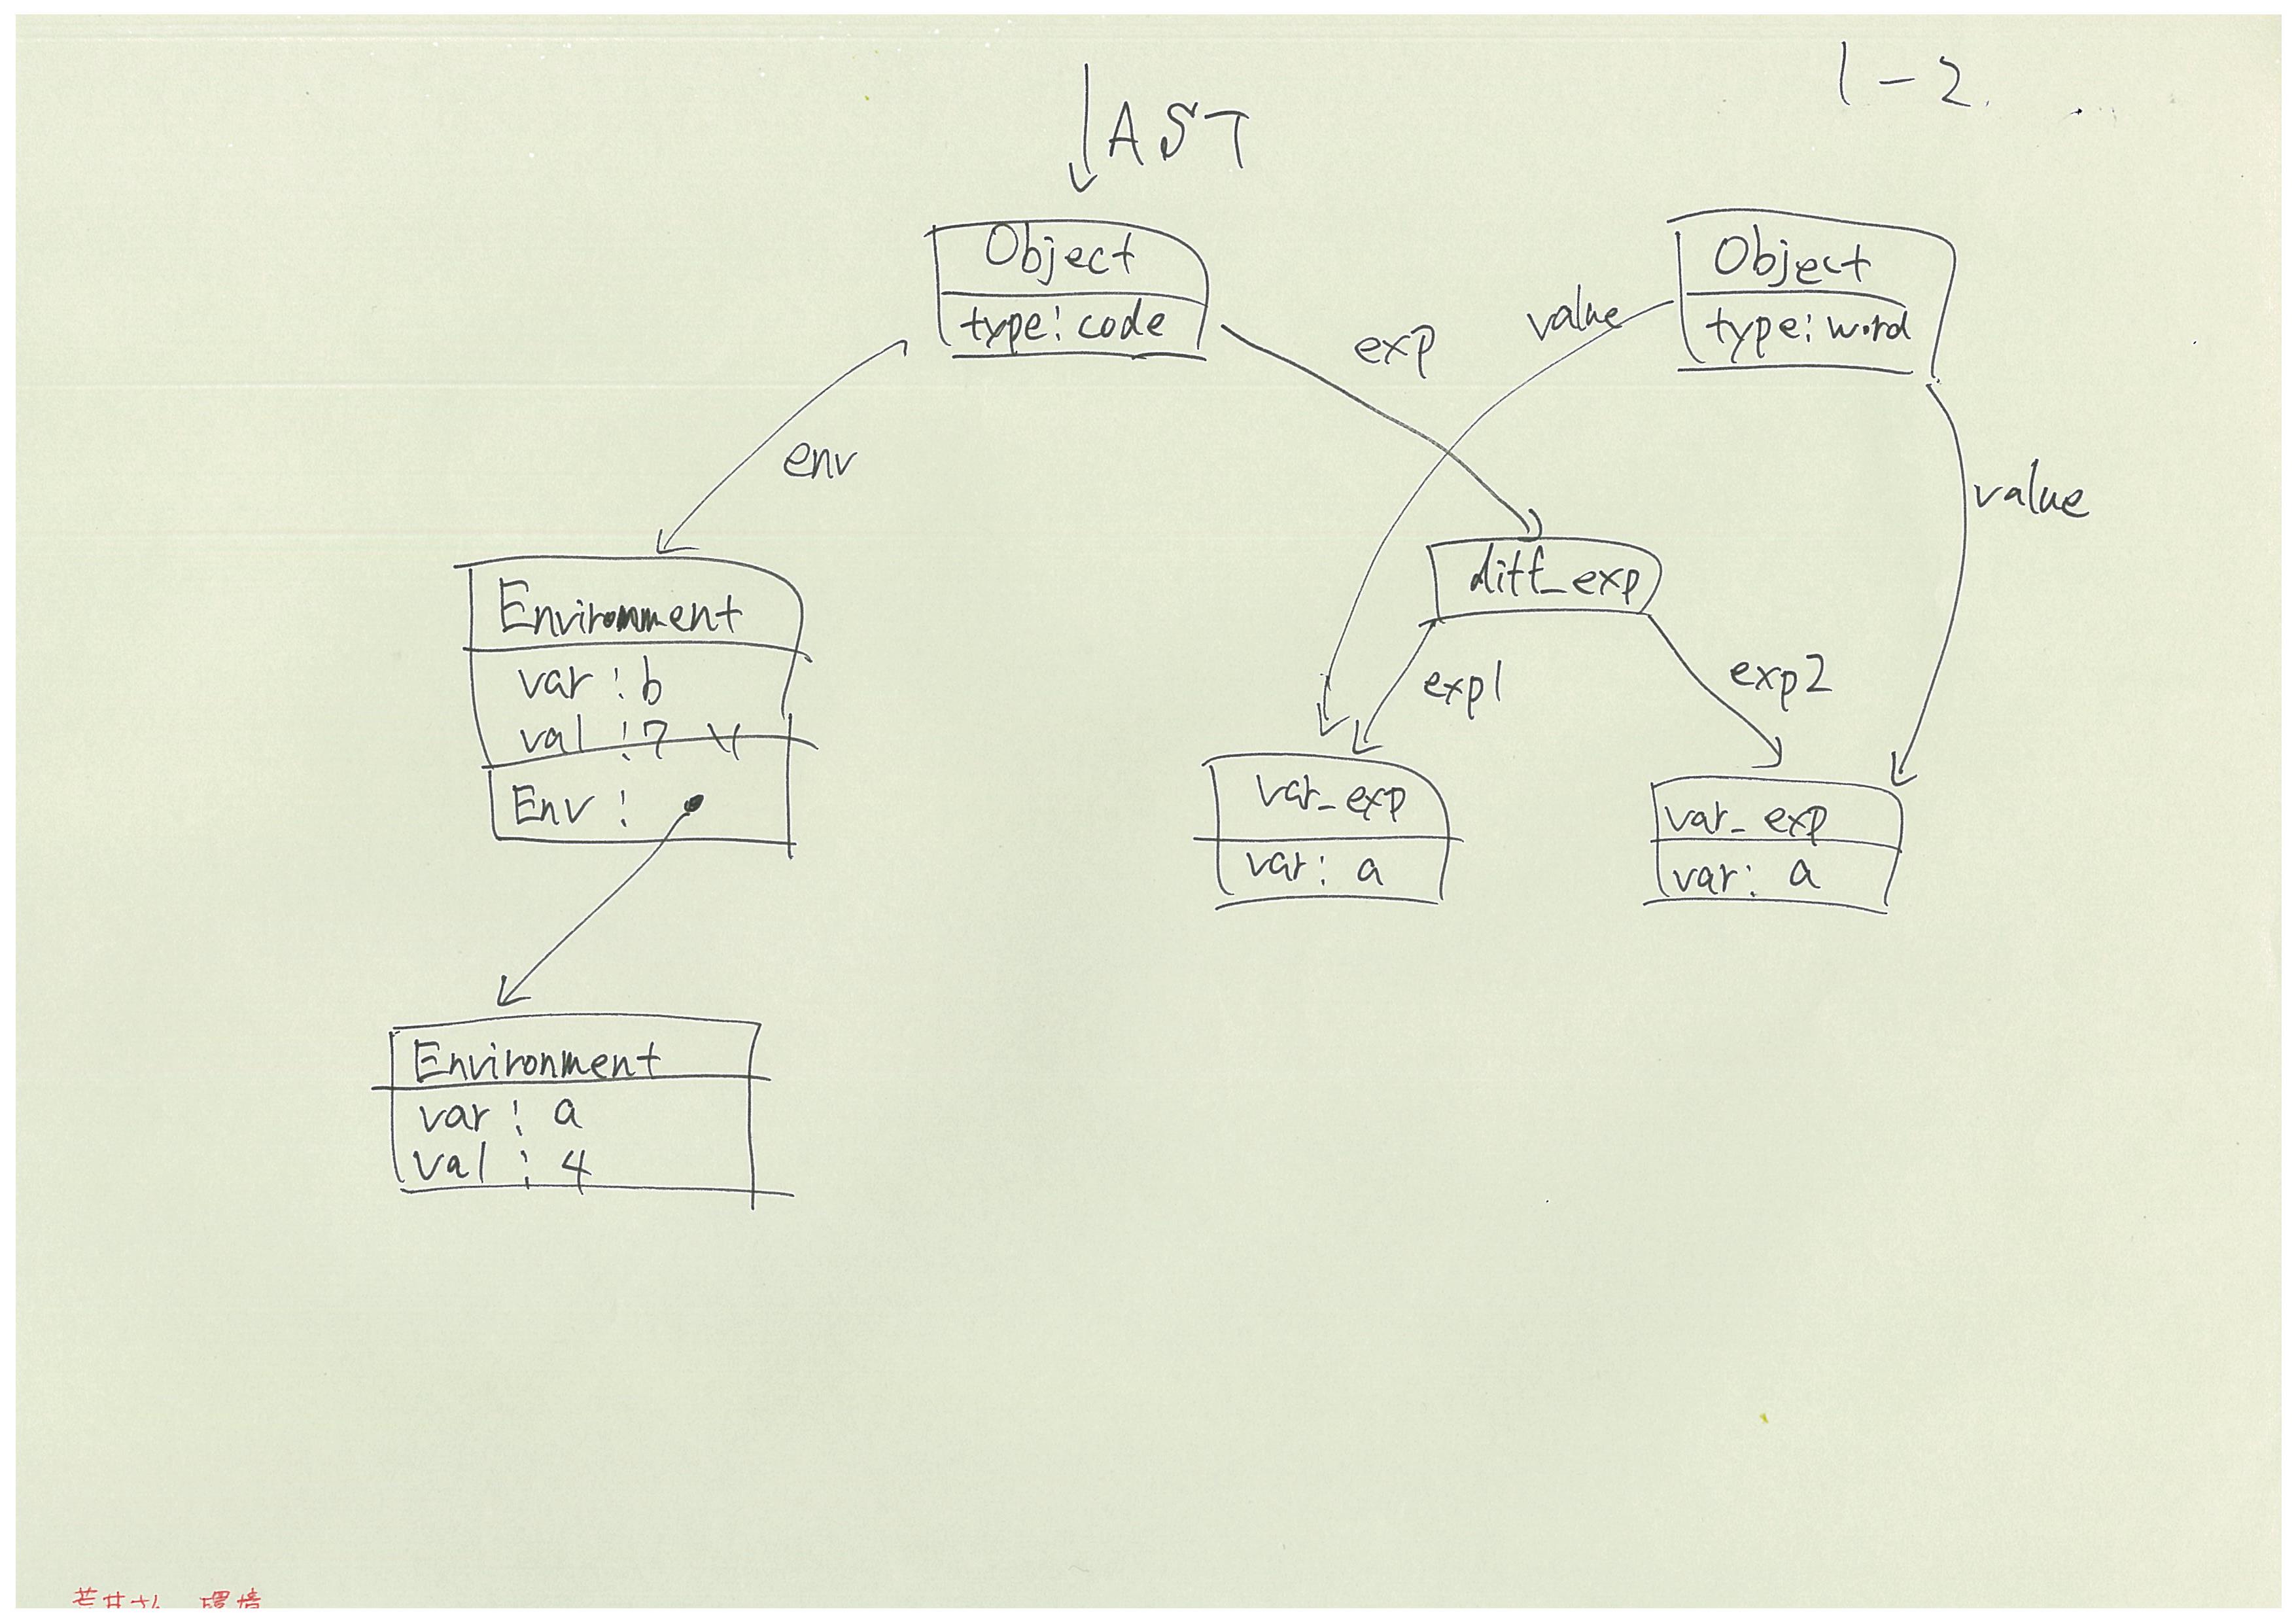 1-2.
AST
Object
type: code
Object
type: word
value
exp
env
value
diff_exp
Environment
var : b
val : 7
Env :
exp1
exp2
var_exp
var: a
var_exp
var: a
Environment
var : a
val : 4